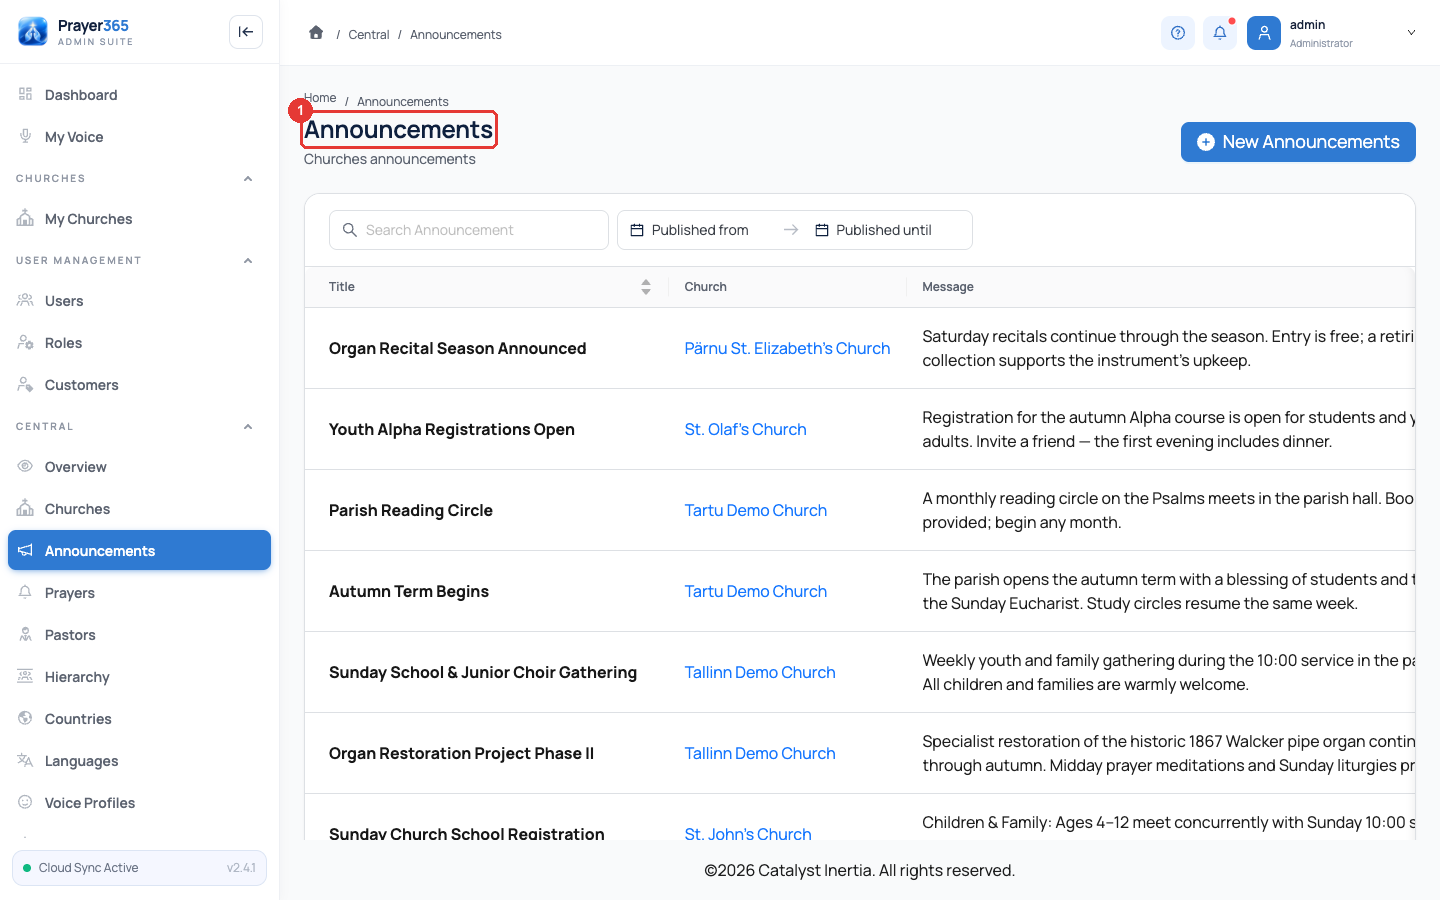 Prayer365
ADMIN SUITE
Dashboard
My Voice
CHURCHES
My Churches
USER MANAGEMENT
Users
Roles
Customers
CENTRAL
Overview
Churches
Announcements
Prayers
Pastors
Hierarchy
Countries
Languages
Voice Profiles
Cloud Sync Active v2.4.1
/ Central / Announcements
admin
Administrator
Home / Announcements
1
Announcements
Churches announcements
New Announcements
Search Announcement
Published from → Published until
Title Church Message
Organ Recital Season Announced
Pärnu St. Elizabeth's Church
Saturday recitals continue through the season. Entry is free; a retiri
collection supports the instrument's upkeep.
Youth Alpha Registrations Open
St. Olaf's Church
Registration for the autumn Alpha course is open for students and y
adults. Invite a friend — the first evening includes dinner.
Parish Reading Circle
Tartu Demo Church
A monthly reading circle on the Psalms meets in the parish hall. Boo
provided; begin any month.
Autumn Term Begins
Tartu Demo Church
The parish opens the autumn term with a blessing of students and t
the Sunday Eucharist. Study circles resume the same week.
Sunday School & Junior Choir Gathering
Tallinn Demo Church
Weekly youth and family gathering during the 10:00 service in the pa
All children and families are warmly welcome.
Organ Restoration Project Phase II
Tallinn Demo Church
Specialist restoration of the historic 1867 Walcker pipe organ contin
through autumn. Midday prayer meditations and Sunday liturgies pr
Sunday Church School Registration
St. John's Church
Children & Family: Ages 4–12 meet concurrently with Sunday 10:00 s
©2026 Catalyst Inertia. All rights reserved.